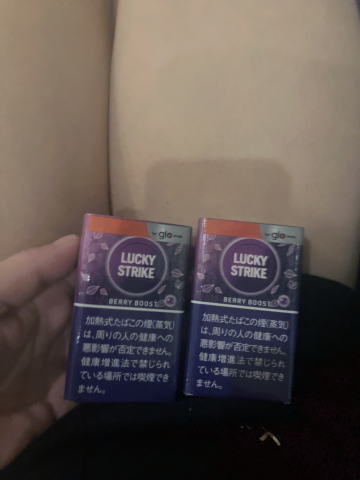 for glo
LUCKY
STRIKE
BERRY BOOST
加熱式たばこの煙(蒸気)
は、周りの人の健康への
悪影響が否定できません。
健康増進法で禁じられ
ている場所では喫煙でき
ません。
for glo
LUCKY
STRIKE
BERRY BOOST
加熱式たばこの煙(蒸気)
は、周りの人の健康への
悪影響が否定できません。
健康増進法で禁じられ
ている場所では喫煙でき
ません。